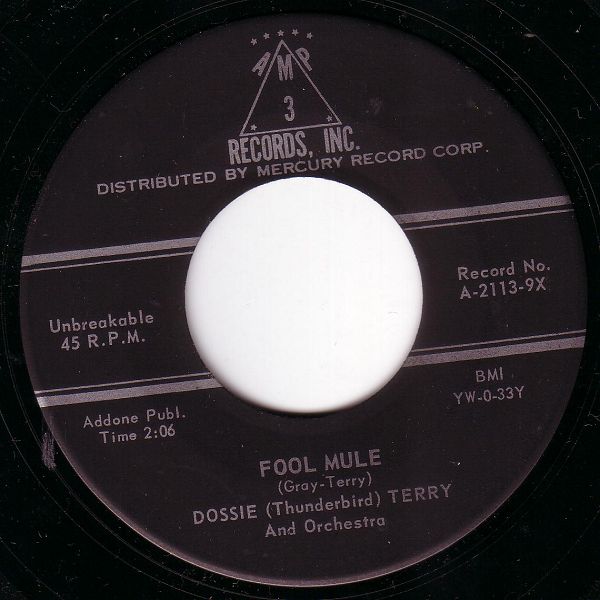 AMP
3
RECORDS, INC.
DISTRIBUTED BY MERCURY RECORD CORP.
Unbreakable
45 R.P.M.
Record No.
A-2113-9X
Addone Publ.
Time 2:06
BMI
YW-0-33Y
FOOL MULE
(Gray-Terry)
DOSSIE (Thunderbird) TERRY
And Orchestra